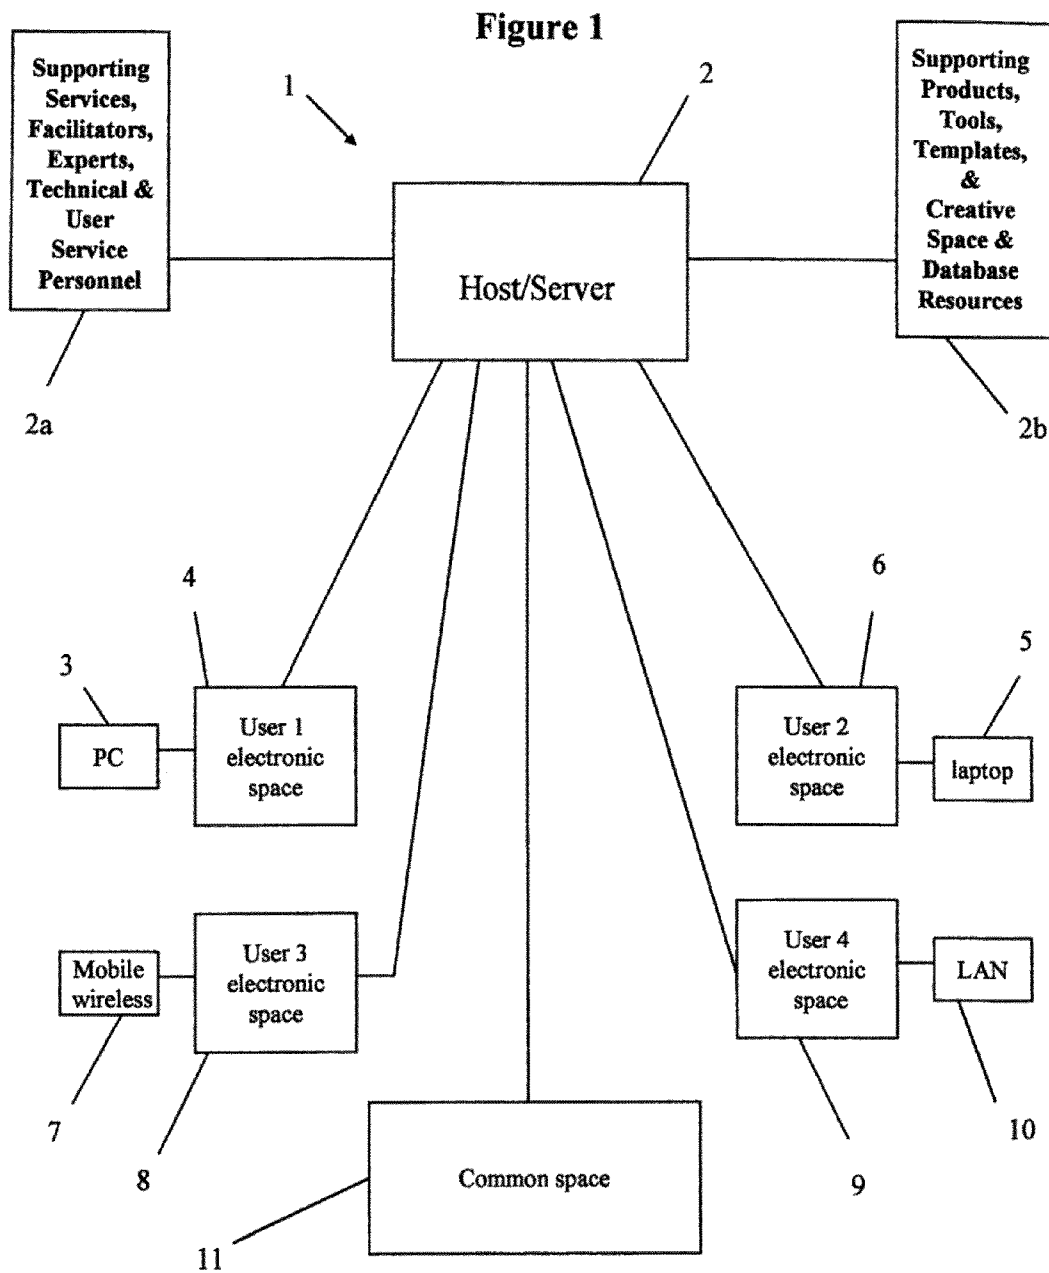 Figure 1
Supporting
Services,
Facilitators,
Experts,
Technical &
User
Service
Personnel
1
2
Supporting
Products,
Tools,
Templates,
&
Creative
Space &
Database
Resources
Host/Server
2a
2b
4
6
3
5
PC
User 1
electronic
space
User 2
electronic
space
laptop
Mobile
wireless
User 3
electronic
space
User 4
electronic
space
LAN
7
8
9
10
Common space
11